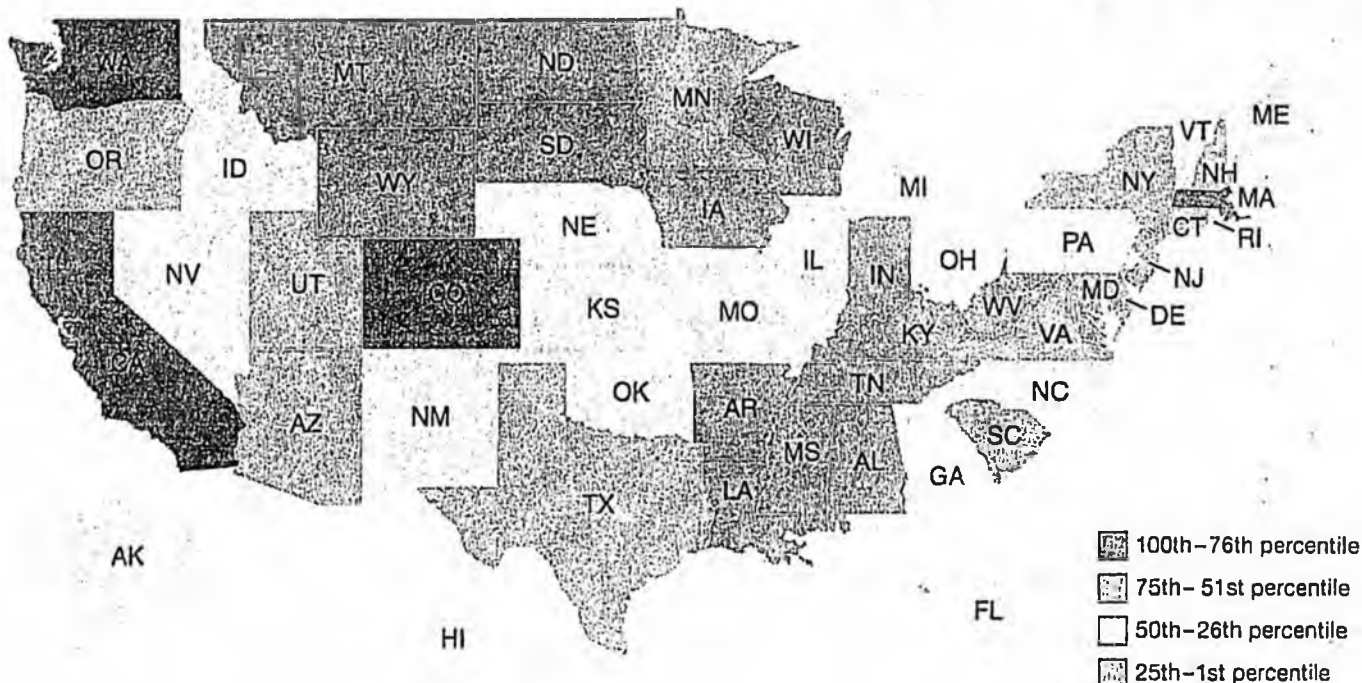 WA
MT
ND
MN
OR
ID
SD
WI
VT
ME
WY
MI
NY
NH
MA
IA
NE
CT
RI
PA
NV
UT
CO
IL
IN
OH
NJ
KS
MO
WV
MD
CA
KY
VA
DE
TN
NC
AZ
NM
OK
AR
SC
MS
AL
GA
LA
TX
AK
HI
FL
100th–76th percentile
75th–51st percentile
50th–26th percentile
25th–1st percentile